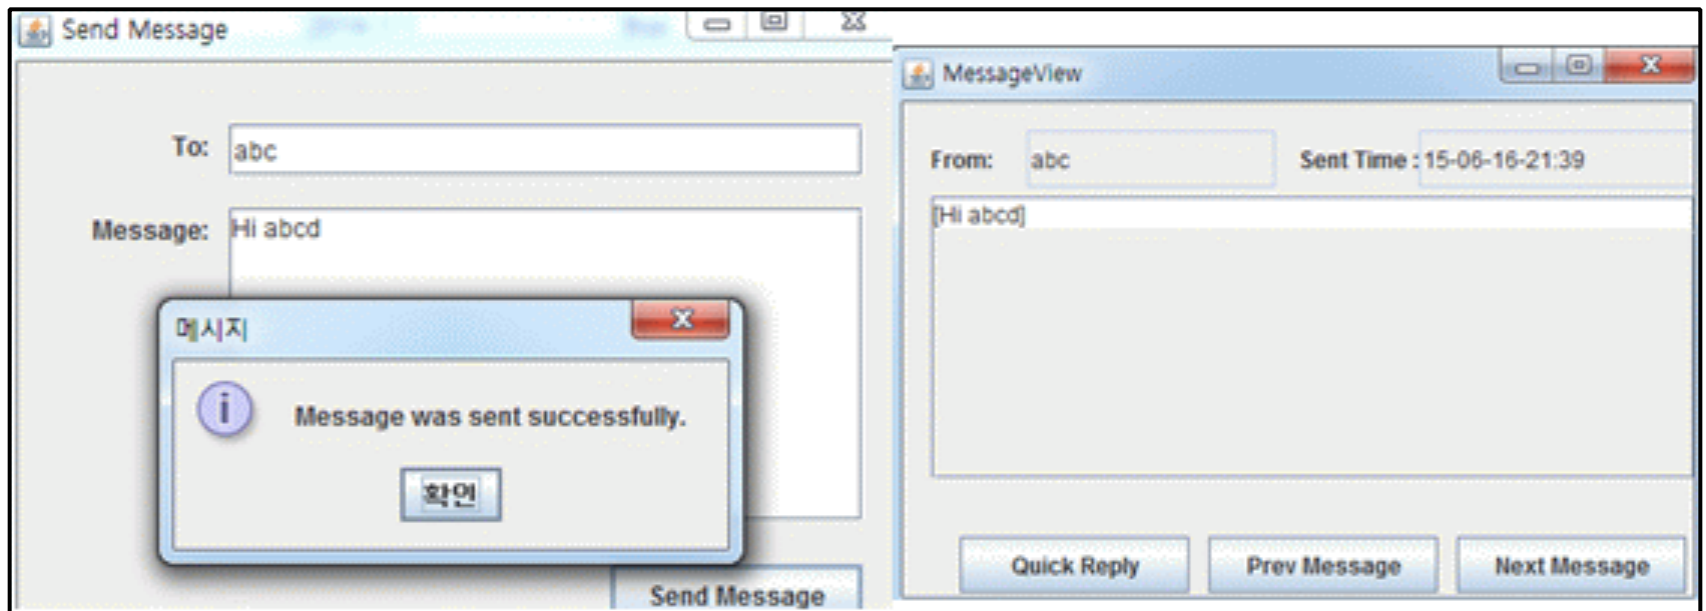 Send Message
To: abc
Message: Hi abcd
메시지
Message was sent successfully.
확인
Send Message
MessageView
From: abc Sent Time : 15-06-16-21:39
[Hi abcd]
Quick Reply Prev Message Next Message